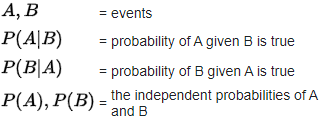 A, B = events
P(A|B) = probability of A given B is true
P(B|A) = probability of B given A is true
P(A), P(B) = the independent probabilities of A
and B